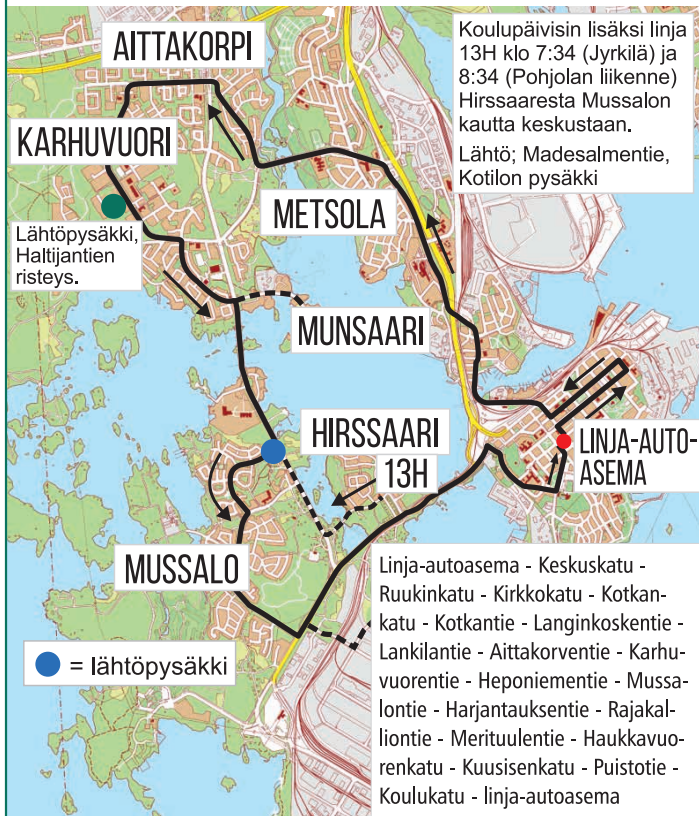 AITTAKORPI
Koulupäivisin lisäksi linja
13H klo 7:34 (Jyrkilä) ja
8:34 (Pohjolan liikenne)
Hirssaaresta Mussalon
kautta keskustaan.
Lähtö; Madesalmentie,
Kotilon pysäkki
KARHUVUORI
METSOLA
Lähtöpysäkki,
Haltijantien
risteys.
MUNSAARI
HIRSSAARI
13H
LINJA-AUTO-
ASEMA
MUSSALO
= lähtöpysäkki
Linja-autoasema - Keskuskatu -
Ruukinkatu - Kirkkokatu - Kotkan-
katu - Kotkantie - Langinkoskentie -
Lankilantie - Aittakorventie - Karhu-
vuorentie - Heponiementie - Mussa-
lontie - Harjantauksentie - Rajakal-
liontie - Merituulentie - Haukkavuo-
renkatu - Kuusisenkatu - Puistotie -
Koulukatu - linja-autoasema